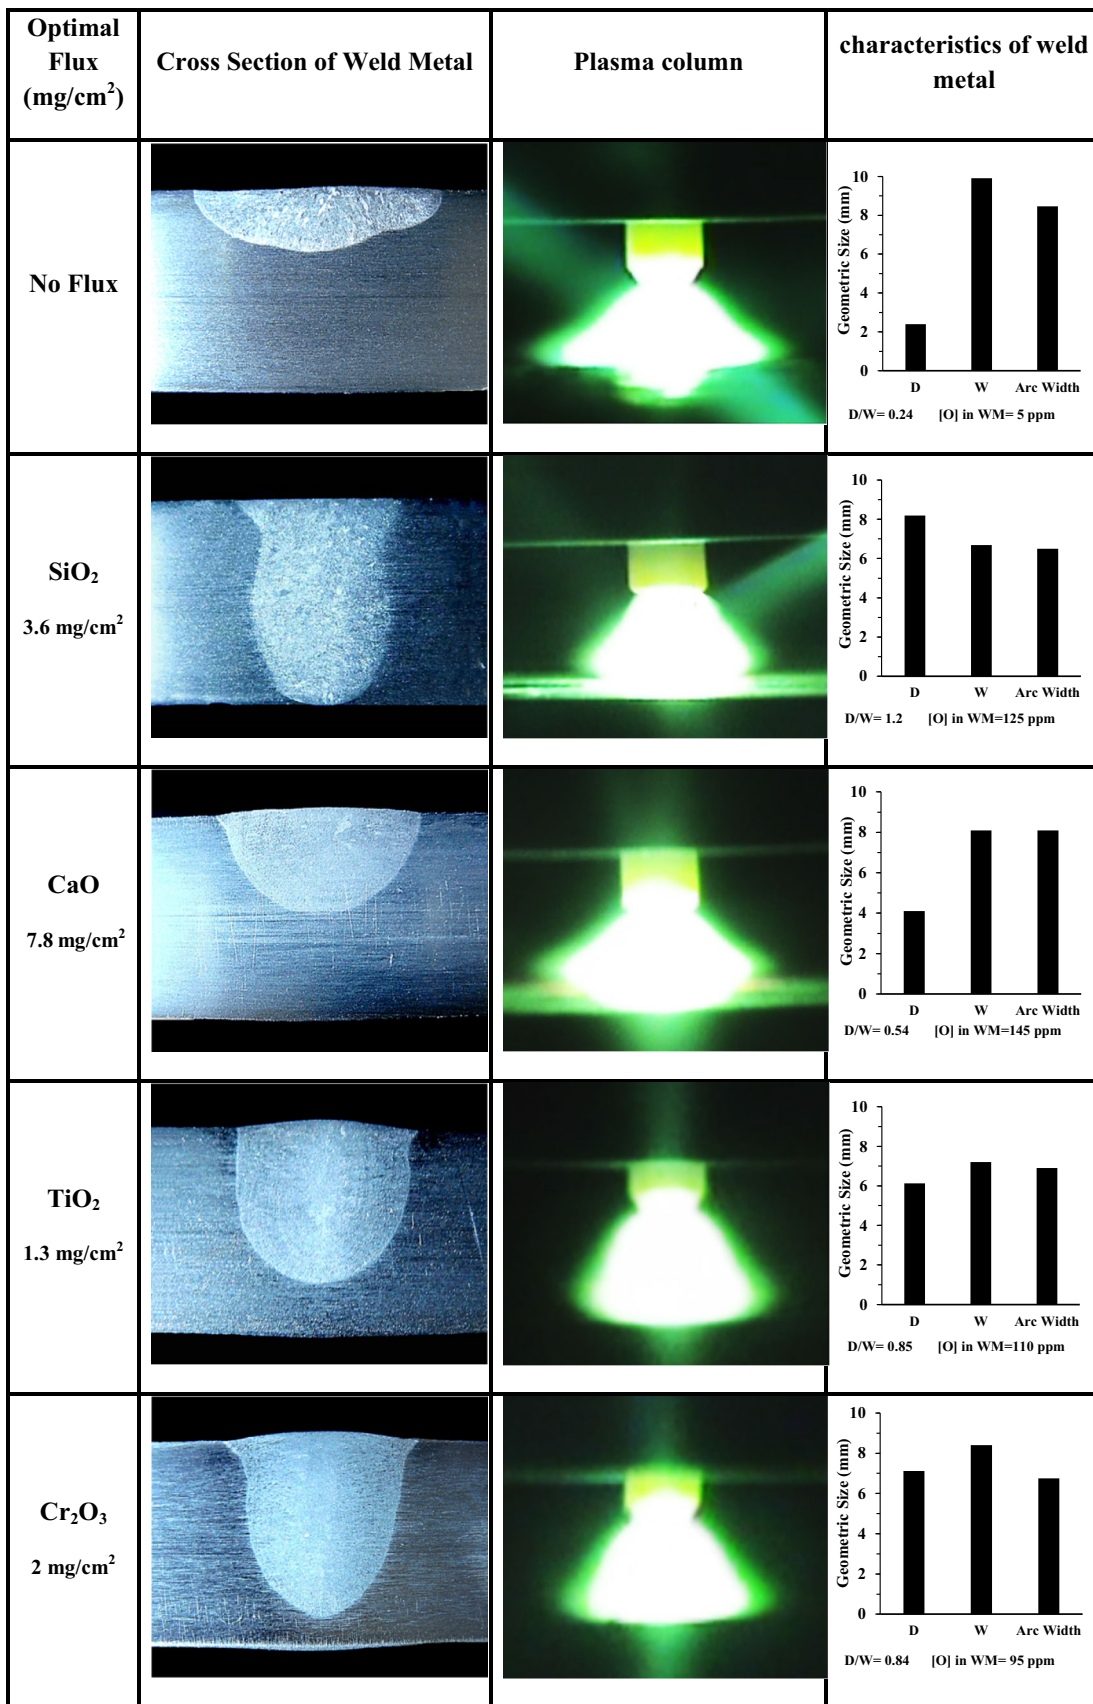 Optimal
Flux
(mg/cm²)
Cross Section of Weld Metal
Plasma column
characteristics of weld
metal
No Flux
Geometric Size (mm)
10
8
6
4
2
0
D W Arc Width
D/W= 0.24 [O] in WM= 5 ppm
SiO₂
3.6 mg/cm²
Geometric Size (mm)
10
8
6
4
2
0
D W Arc Width
D/W= 1.2 [O] in WM=125 ppm
CaO
7.8 mg/cm²
Geometric Size (mm)
10
8
6
4
2
0
D W Arc Width
D/W= 0.54 [O] in WM=145 ppm
TiO₂
1.3 mg/cm²
Geometric Size (mm)
10
8
6
4
2
0
D W Arc Width
D/W= 0.85 [O] in WM=110 ppm
Cr₂O₃
2 mg/cm²
Geometric Size (mm)
10
8
6
4
2
0
D W Arc Width
D/W= 0.84 [O] in WM= 95 ppm